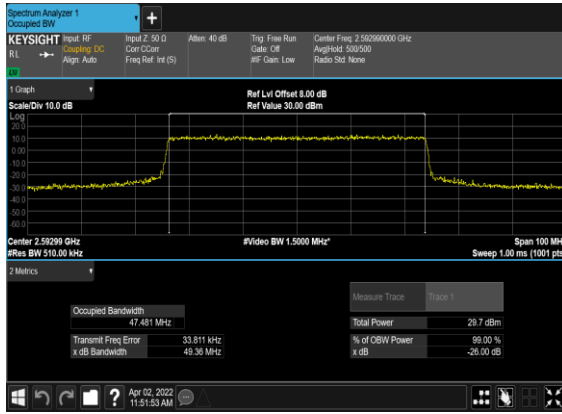 Spectrum Analyzer 1
Occupied BW
+
KEYSIGHT Input: RF Input Z: 50 Ω Atten: 40 dB Trig: Free Run Center Freq: 2.592990000 GHz
RL Coupling: DC Corr CCorr Gate: Off Avg|Hold: 500/500
Align: Auto Freq Ref: Int (S) #IF Gain: Low Radio Std: None
LXI
1 Graph
Ref Lvl Offset 8.00 dB
Scale/Div 10.0 dB Ref Value 30.00 dBm
Log
20.0
10.0
0.00
-10.0
-20.0
-30.0
-40.0
-50.0
-60.0
Center 2.59299 GHz #Video BW 1.5000 MHz* Span 100 MH
#Res BW 510.00 kHz Sweep 1.00 ms (1001 pts
2 Metrics
Measure Trace Trace 1
Occupied Bandwidth
47.481 MHz Total Power 29.7 dBm
Transmit Freq Error 33.811 kHz % of OBW Power 99.00 %
x dB Bandwidth 49.36 MHz x dB -26.00 dB
? Apr 02, 2022
11:51:53 AM